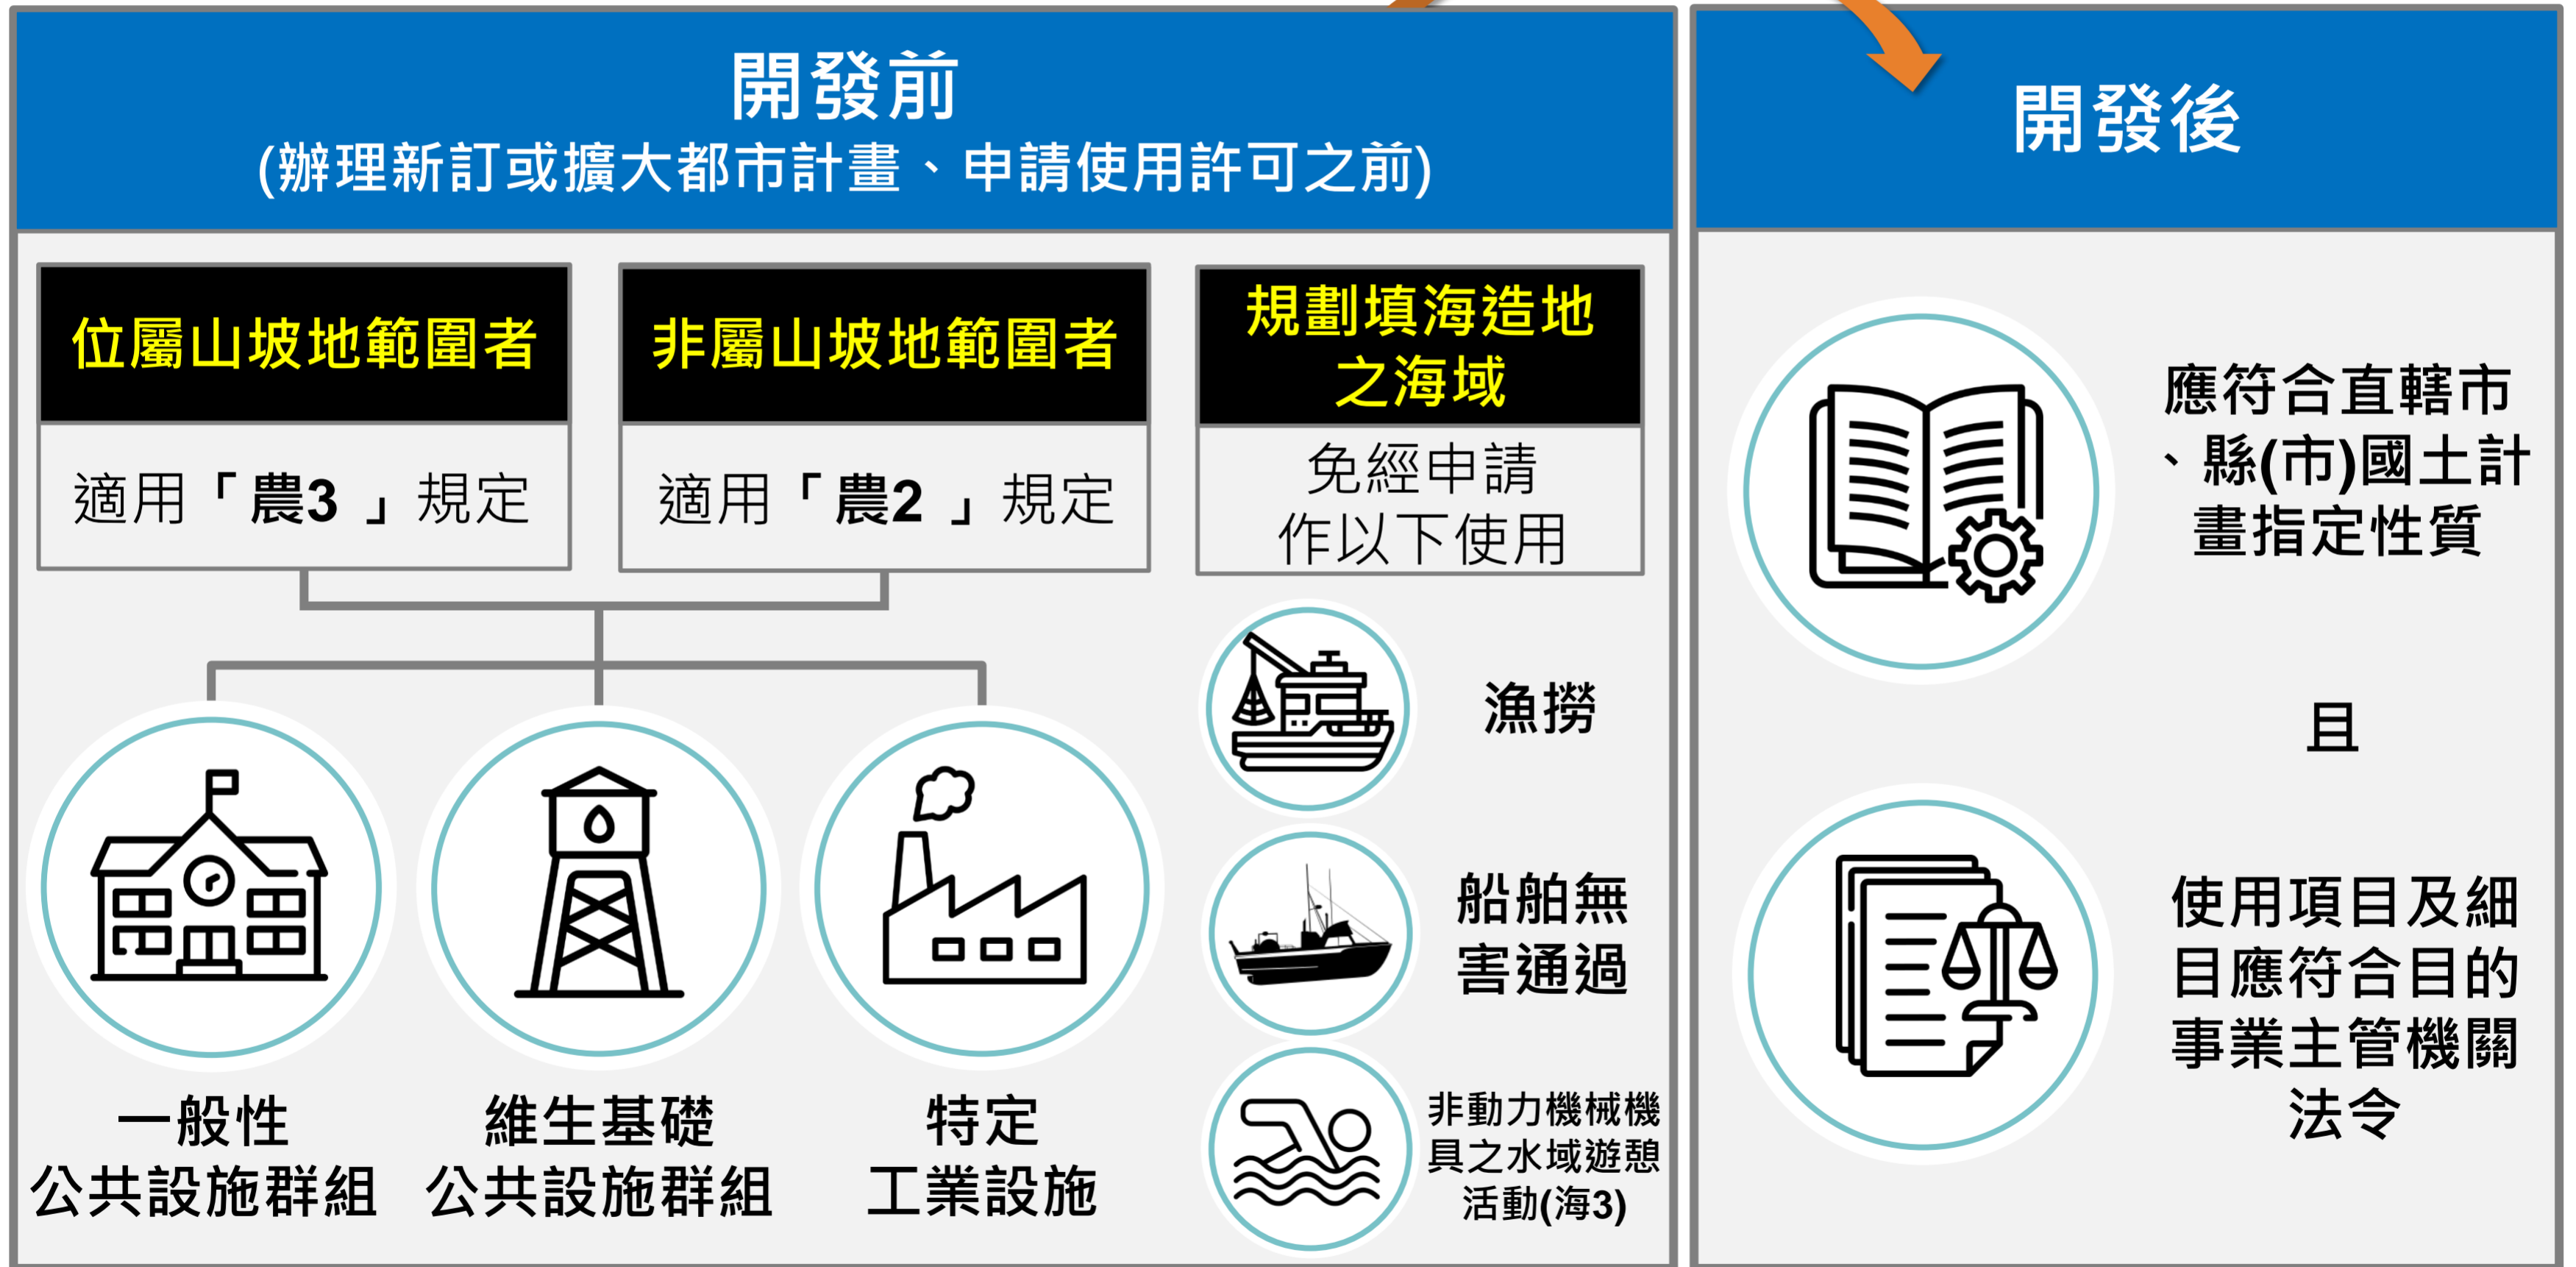 開發前
(辦理新訂或擴大都市計畫、申請使用許可之前)
位屬山坡地範圍者
適用「農3」規定
非屬山坡地範圍者
適用「農2」規定
規劃填海造地
之海域
免經申請
作以下使用
一般性
公共設施群組
維生基礎
公共設施群組
特定
工業設施
漁撈
船舶無
害通過
非動力機械機
具之水域遊憩
活動(海3)
開發後
應符合直轄市
、縣(市)國土計
畫指定性質
且
使用項目及細
目應符合目的
事業主管機關
法令